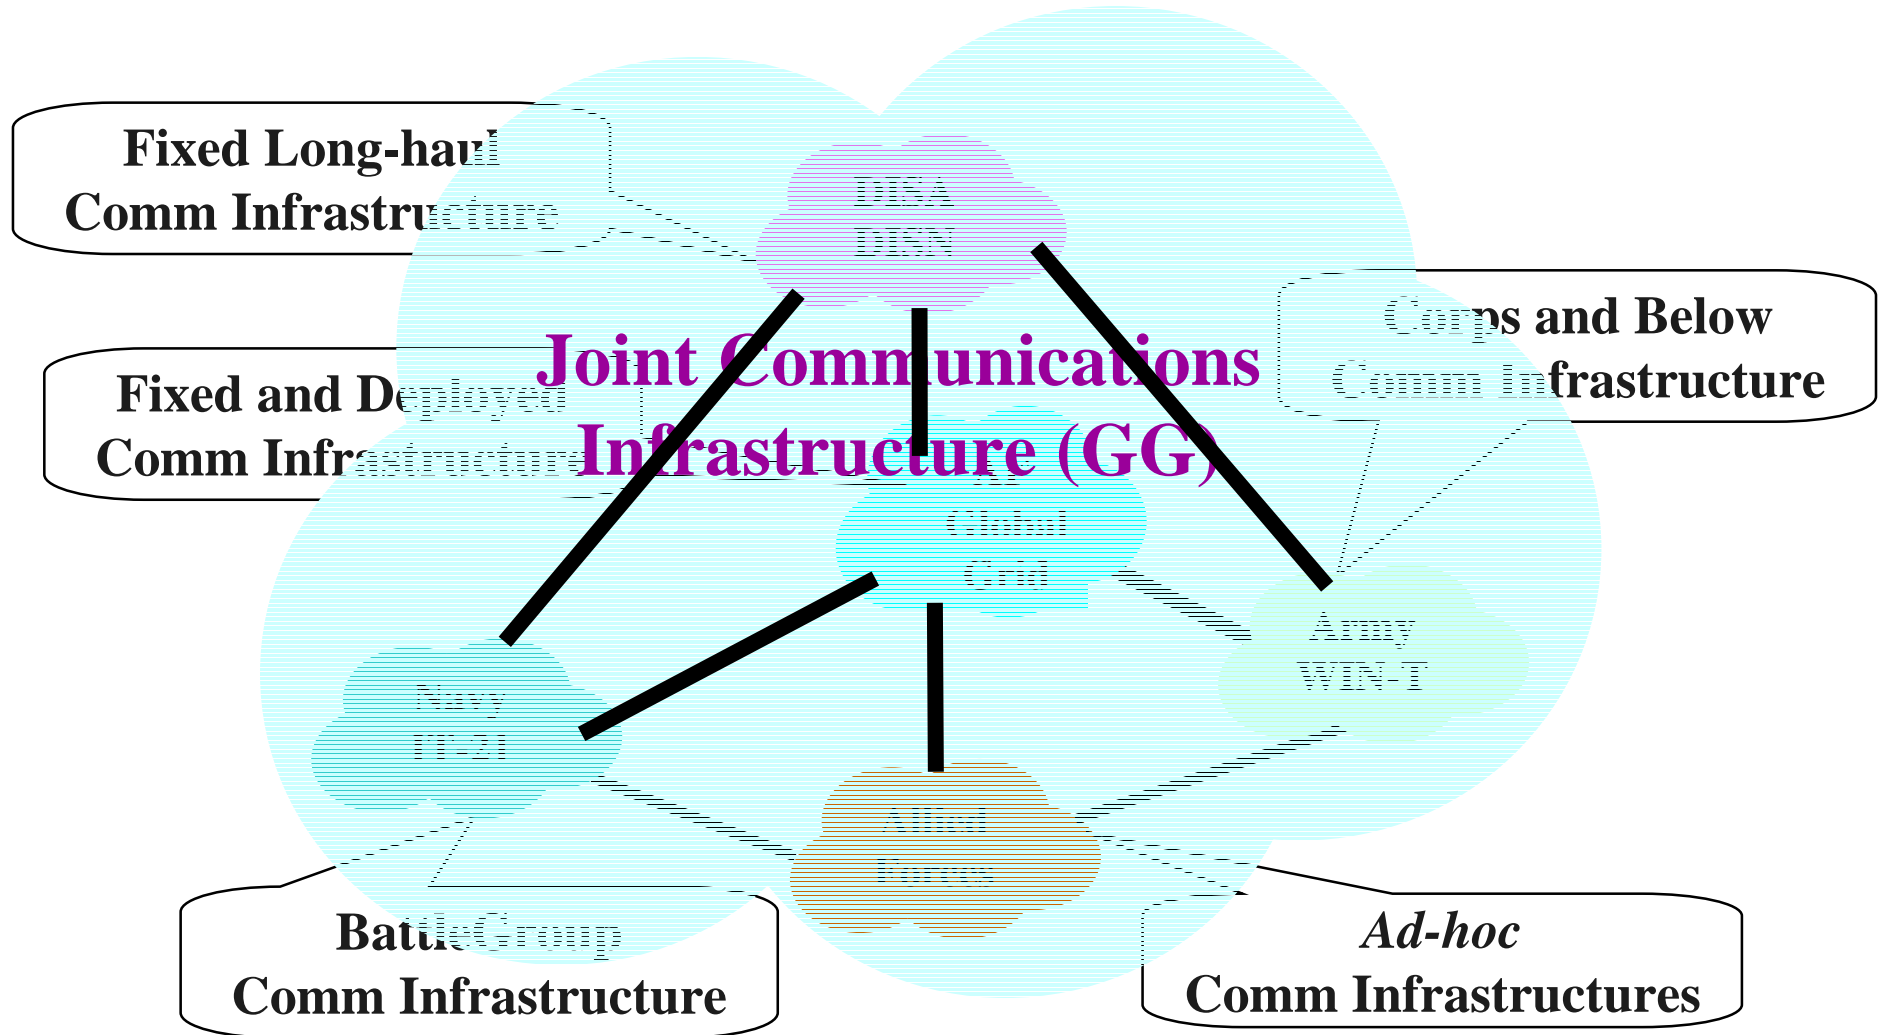 Fixed Long-haul
Comm Infrastructure
DISA
DISN
Corps and Below
Comm Infrastructure
Joint Communications
Infrastructure (GG)
Fixed and Deployed
Comm Infrastructure
AF
Global
Grid
Army
WIN-T
Navy
IT-21
Allied
Forces
BattleGroup
Comm Infrastructure
Ad-hoc
Comm Infrastructures